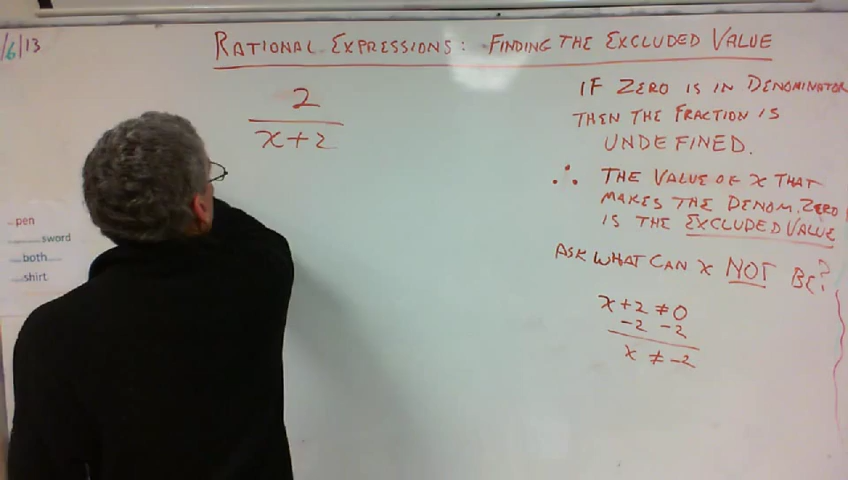 /6/13
RATIONAL EXPRESSIONS: FINDING THE EXCLUDED VALUE
2
x+2
IF ZERO IS IN DENOMINATOR
THEN THE FRACTION IS
UNDEFINED.
∴ THE VALUE OF x THAT
MAKES THE DENOM. ZERO
IS THE EXCLUDED VALUE
ASK WHAT CAN x NOT BE?
x+2 ≠ 0
-2 -2
x ≠ -2
pen
sword
both
shirt